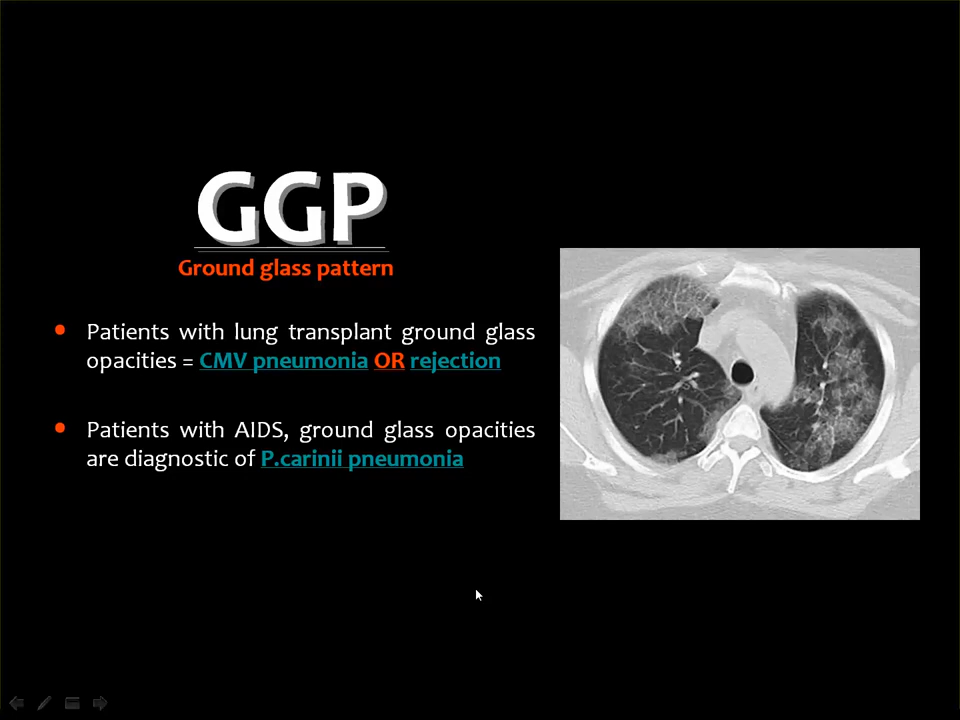 GGP
Ground glass pattern
• Patients with lung transplant ground glass
opacities = CMV pneumonia OR rejection
• Patients with AIDS, ground glass opacities
are diagnostic of P.carinii pneumonia